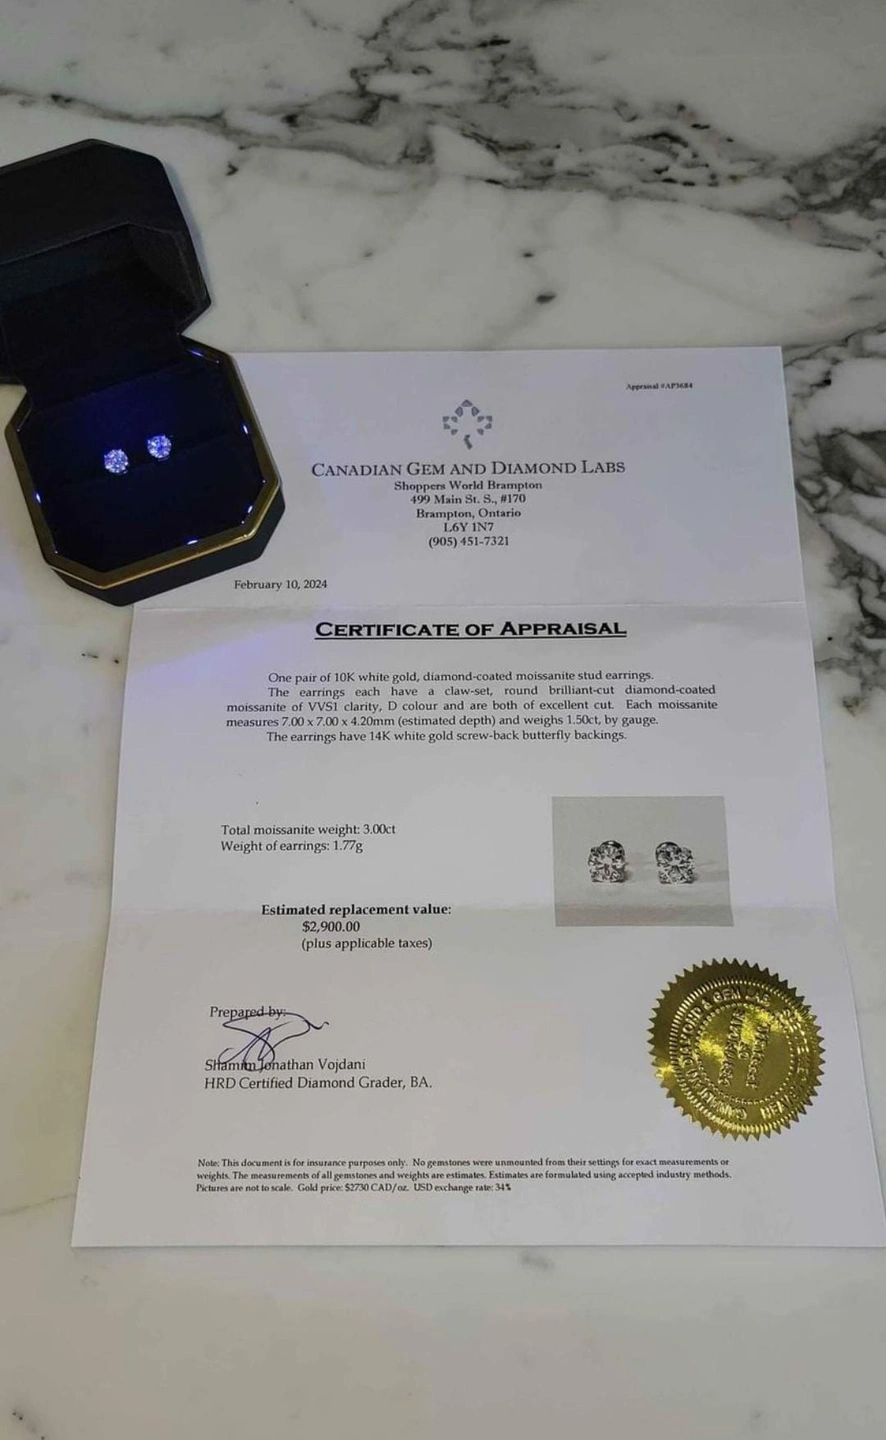 Appraisal #AP3684
CANADIAN GEM AND DIAMOND LABS
Shoppers World Brampton
499 Main St. S., #170
Brampton, Ontario
L6Y 1N7
(905) 451-7321
February 10, 2024
CERTIFICATE OF APPRAISAL
One pair of 10K white gold, diamond-coated moissanite stud earrings.
The earrings each have a claw-set, round brilliant-cut diamond-coated
moissanite of VVS1 clarity, D colour and are both of excellent cut. Each moissanite
measures 7.00 x 7.00 x 4.20mm (estimated depth) and weighs 1.50ct, by gauge.
The earrings have 14K white gold screw-back butterfly backings.
Total moissanite weight: 3.00ct
Weight of earrings: 1.77g
Estimated replacement value:
$2,900.00
(plus applicable taxes)
Prepared by:
Shamim Jonathan Vojdani
HRD Certified Diamond Grader, BA.
CERTIFICATE
OF
APPRAISAL
Note: This document is for insurance purposes only. No gemstones were unmounted from their settings for exact measurements or
weights. The measurements of all gemstones and weights are estimates. Estimates are formulated using accepted industry methods.
Pictures are not to scale. Gold price: $2730 CAD/oz. USD exchange rate: 34%